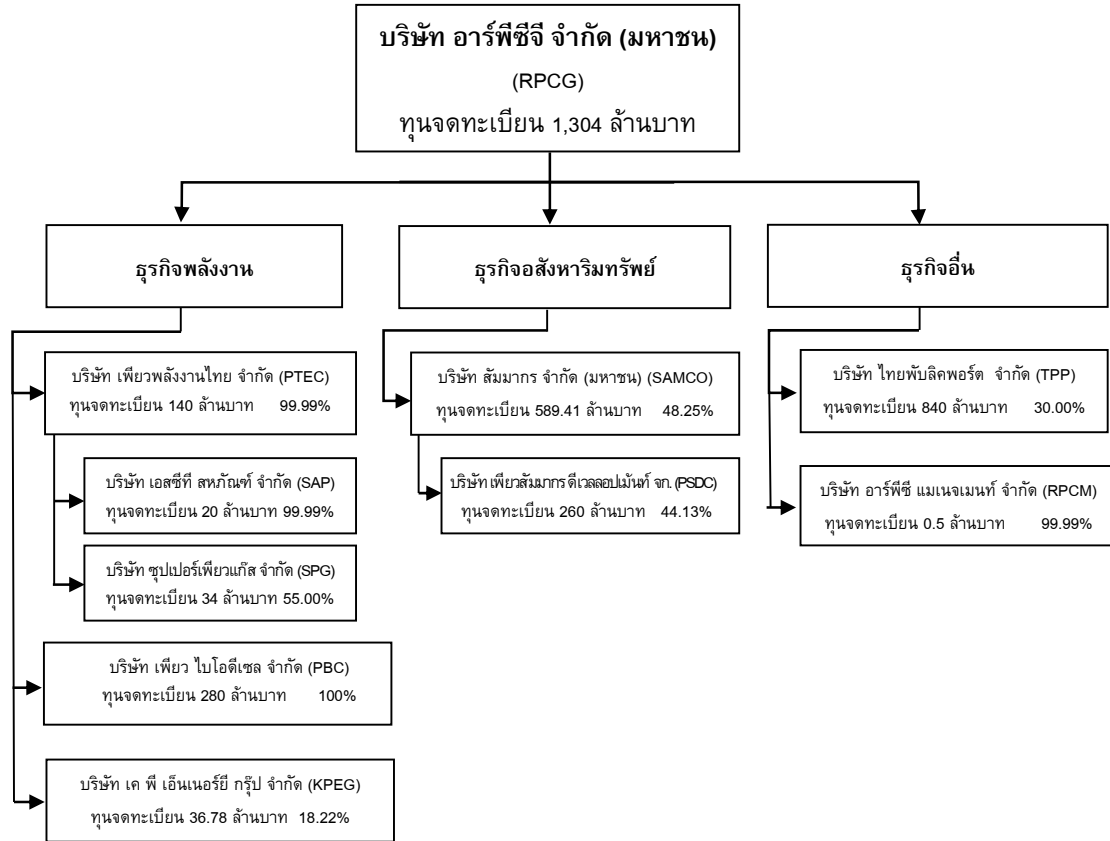 บริษัท อาร์พีซีจี จำกัด (มหาชน)
(RPCG)
ทุนจดทะเบียน 1,304 ล้านบาท
ธุรกิจพลังงาน
ธุรกิจอสังหาริมทรัพย์
ธุรกิจอื่น
บริษัท เพียวพลังงานไทย จำกัด (PTEC)
ทุนจดทะเบียน 140 ล้านบาท 99.99%
บริษัท เอสซีที สหภัณฑ์ จำกัด (SAP)
ทุนจดทะเบียน 20 ล้านบาท 99.99%
บริษัท ซุปเปอร์เพียวแก๊ส จำกัด (SPG)
ทุนจดทะเบียน 34 ล้านบาท 55.00%
บริษัท เพียว ไบโอดีเซล จำกัด (PBC)
ทุนจดทะเบียน 280 ล้านบาท 100%
บริษัท เค พี เอ็นเนอร์ยี กรุ๊ป จำกัด (KPEG)
ทุนจดทะเบียน 36.78 ล้านบาท 18.22%
บริษัท สัมมากร จำกัด (มหาชน) (SAMCO)
ทุนจดทะเบียน 589.41 ล้านบาท 48.25%
บริษัท เพียวสัมมากร ดีเวลลอปเม้นท์ จก. (PSDC)
ทุนจดทะเบียน 260 ล้านบาท 44.13%
บริษัท ไทยพับลิคพอร์ต จำกัด (TPP)
ทุนจดทะเบียน 840 ล้านบาท 30.00%
บริษัท อาร์พีซี แมเนจเมนท์ จำกัด (RPCM)
ทุนจดทะเบียน 0.5 ล้านบาท 99.99%